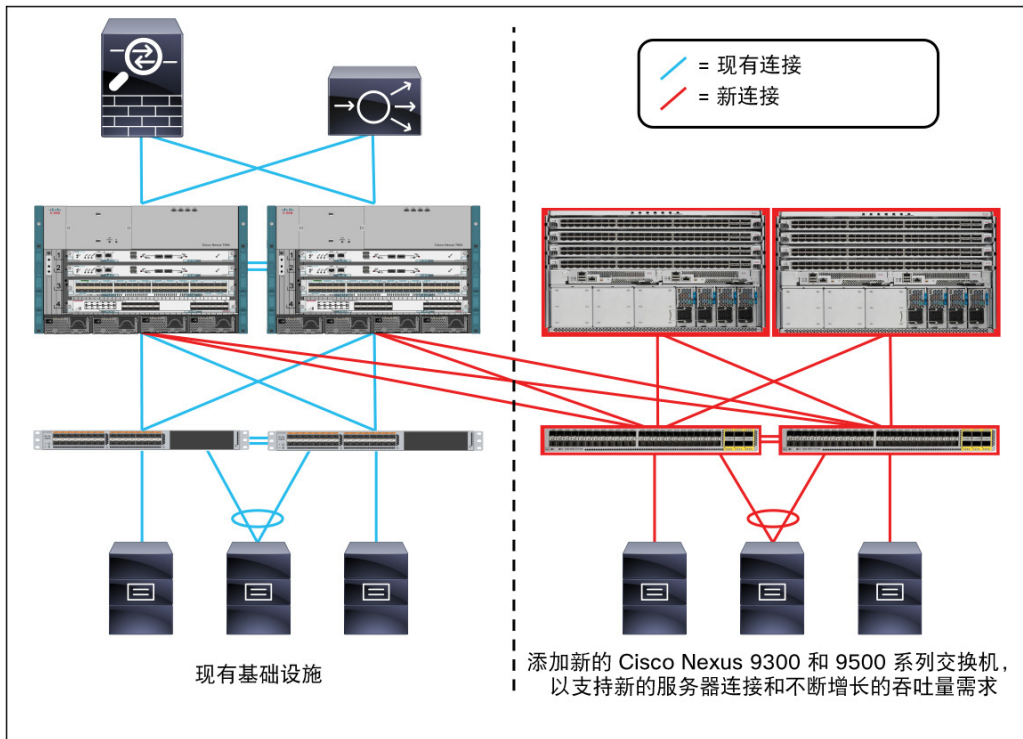 = 现有连接
= 新连接
现有基础设施
添加新的 Cisco Nexus 9300 和 9500 系列交换机，
以支持新的服务器连接和不断增长的吞吐量需求